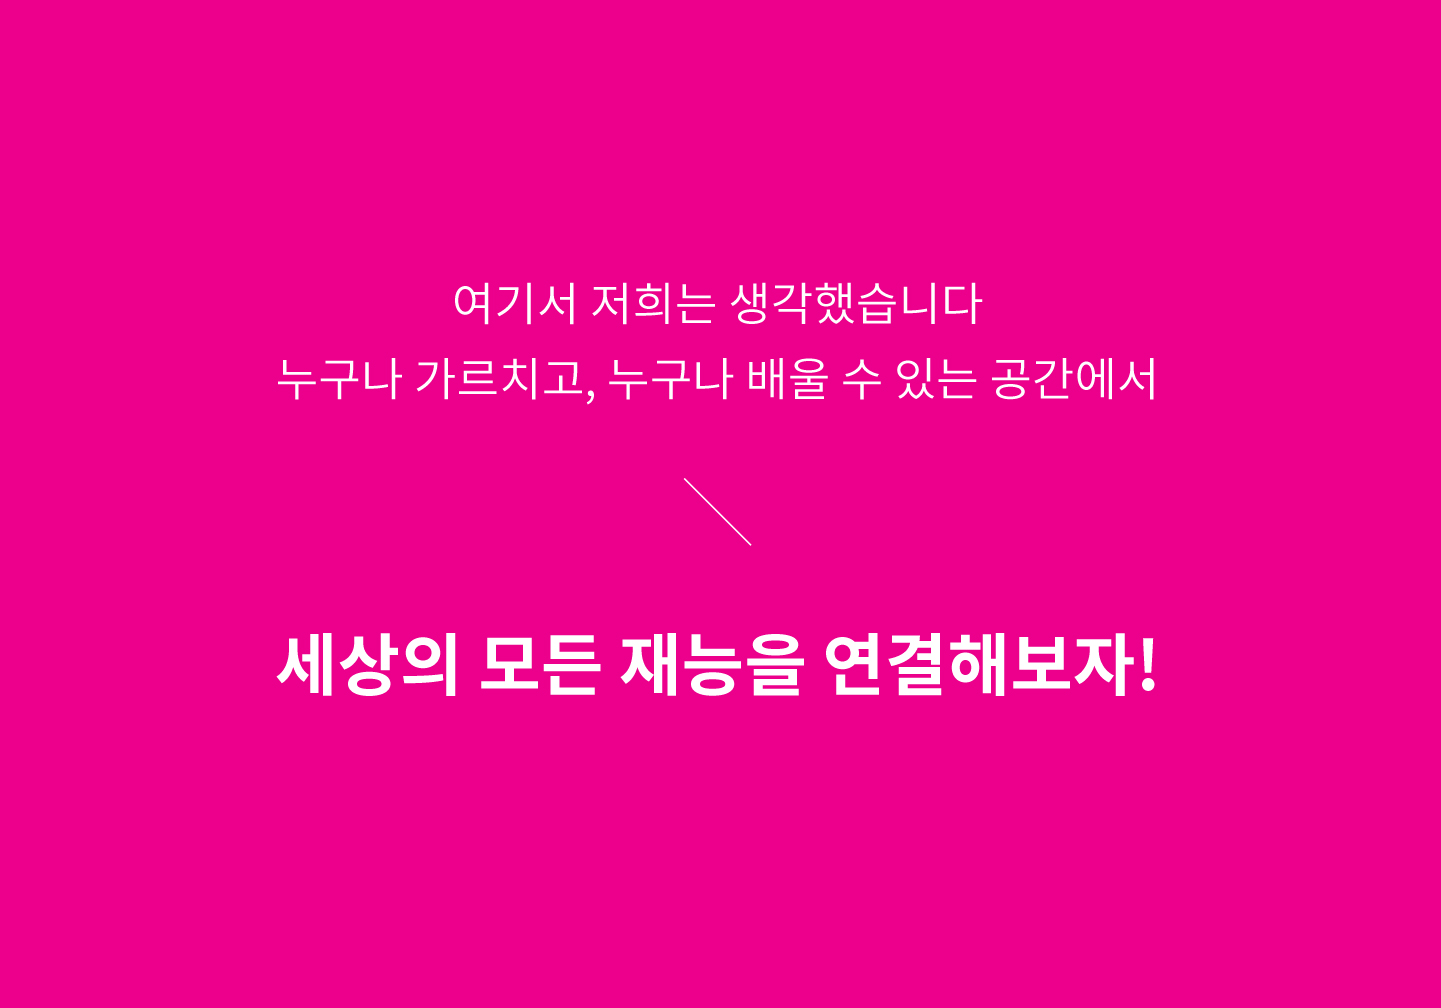 여기서 저희는 생각했습니다
누구나 가르치고, 누구나 배울 수 있는 공간에서
세상의 모든 재능을 연결해보자!